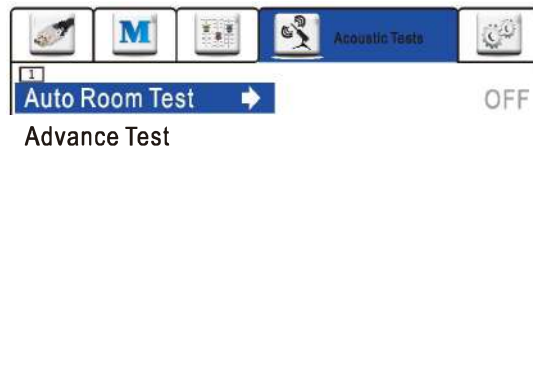 M
Acoustic Tests
1
Auto Room Test OFF
Advance Test